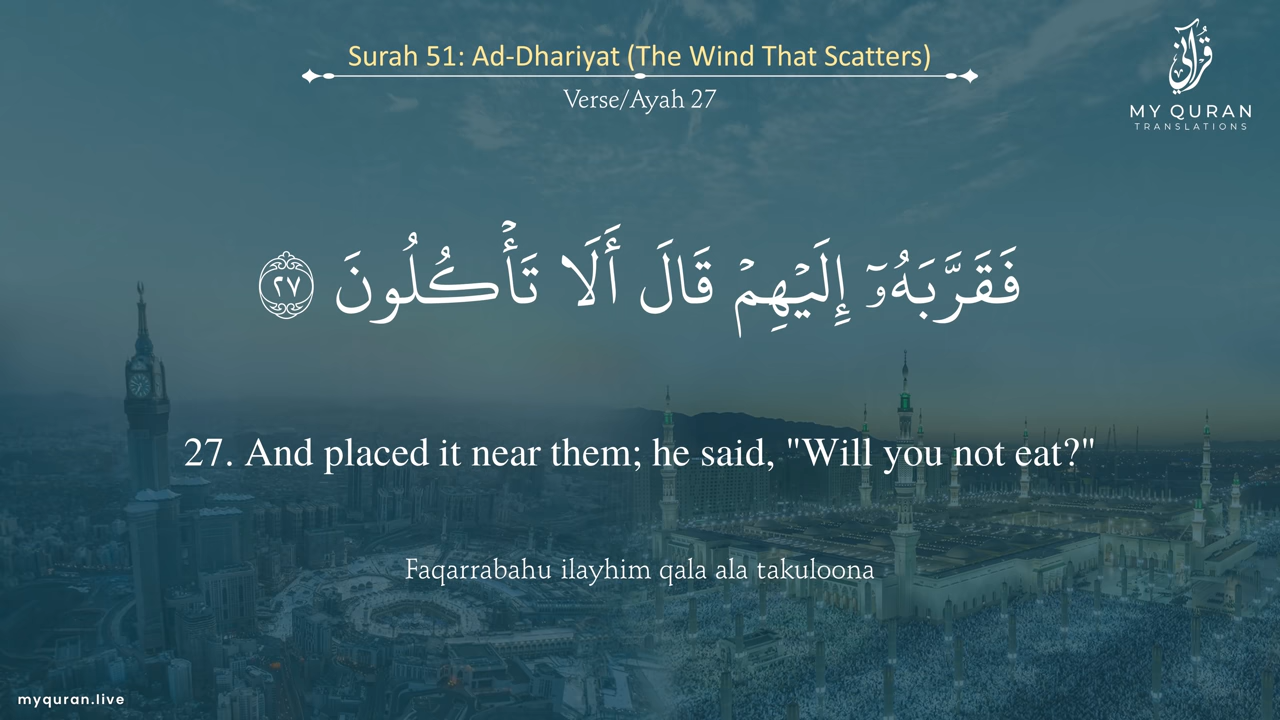 Surah 51: Ad-Dhariyat (The Wind That Scatters)
Verse/Ayah 27
قرآني
MY QURAN
TRANSLATIONS
فَقَرَّبَهُۥٓ إِلَيْهِمْ قَالَ أَلَا تَأْكُلُونَ ٢٧
27. And placed it near them; he said, "Will you not eat?"
Faqarrabahu ilayhim qala ala takuloona
myquran.live